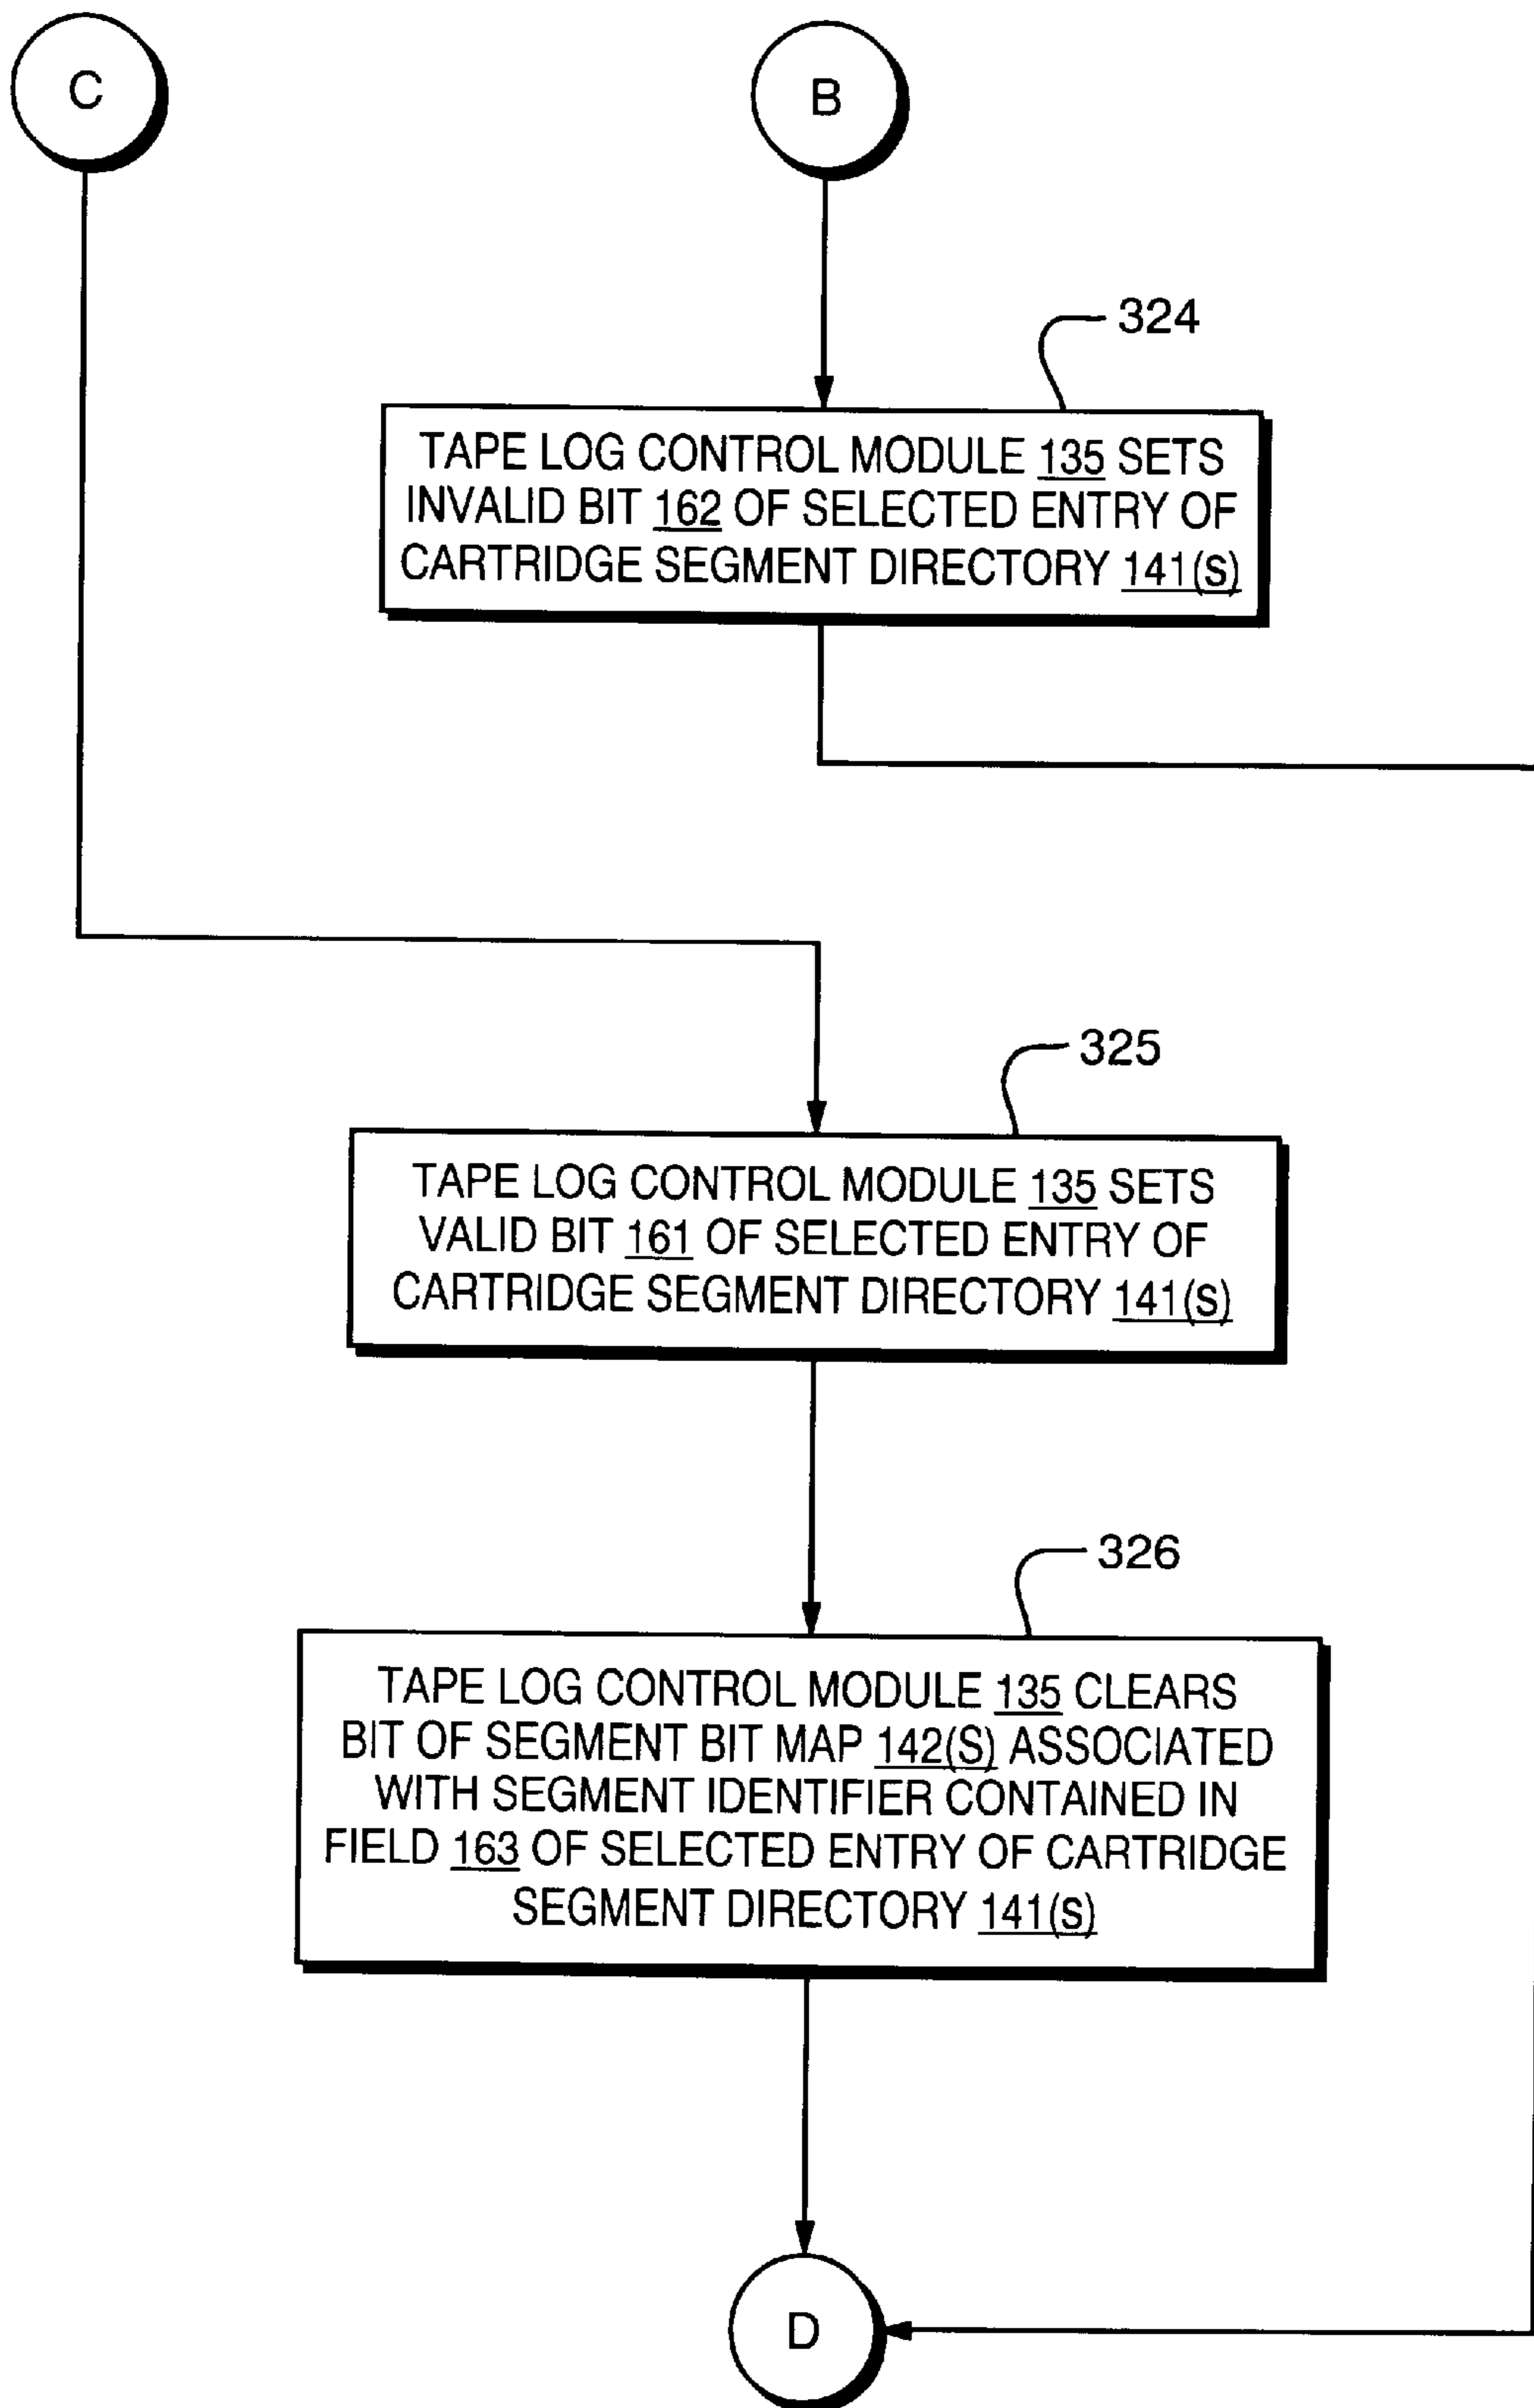 C
B
324
TAPE LOG CONTROL MODULE 135 SETS
INVALID BIT 162 OF SELECTED ENTRY OF
CARTRIDGE SEGMENT DIRECTORY 141(s)
325
TAPE LOG CONTROL MODULE 135 SETS
VALID BIT 161 OF SELECTED ENTRY OF
CARTRIDGE SEGMENT DIRECTORY 141(s)
326
TAPE LOG CONTROL MODULE 135 CLEARS
BIT OF SEGMENT BIT MAP 142(S) ASSOCIATED
WITH SEGMENT IDENTIFIER CONTAINED IN
FIELD 163 OF SELECTED ENTRY OF CARTRIDGE
SEGMENT DIRECTORY 141(s)
D